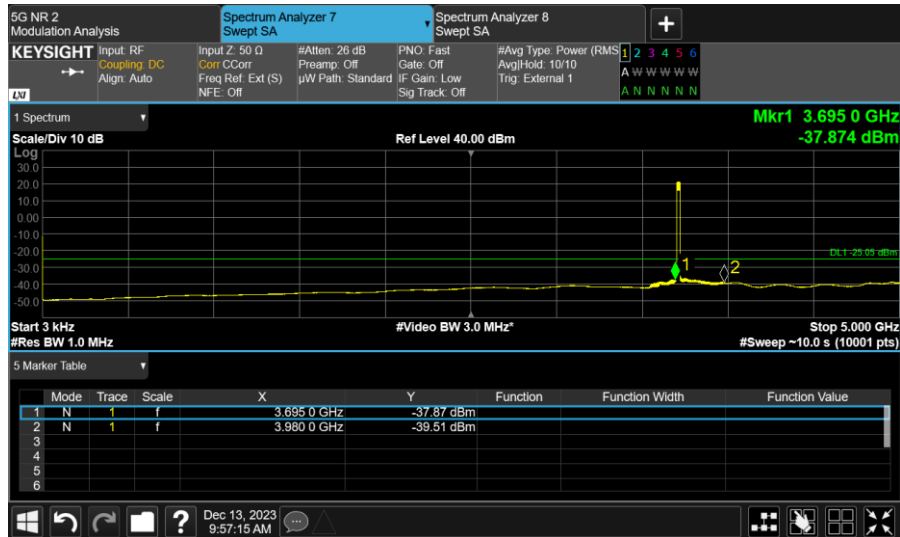 5G NR 2
Modulation Analysis
Spectrum Analyzer 7
Swept SA
Spectrum Analyzer 8
Swept SA
KEYSIGHT
LXI
Input: RF
Coupling: DC
Align: Auto
Input Z: 50 Ω
Corr CCorr
Freq Ref: Ext (S)
NFE: Off
#Atten: 26 dB
Preamp: Off
µW Path: Standard
PNO: Fast
Gate: Off
IF Gain: Low
Sig Track: Off
#Avg Type: Power (RMS
Avg|Hold: 10/10
Trig: External 1
1 2 3 4 5 6
A W W W W W
A N N N N N
1 Spectrum
Scale/Div 10 dB
Ref Level 40.00 dBm
Mkr1 3.695 0 GHz
-37.874 dBm
Log
30.0
20.0
10.0
0.00
-10.0
-20.0
-30.0
-40.0
-50.0
DL1 -25.05 dBm
1
2
Start 3 kHz
#Res BW 1.0 MHz
#Video BW 3.0 MHz*
Stop 5.000 GHz
#Sweep ~10.0 s (10001 pts)
5 Marker Table
Mode Trace Scale X Y Function Function Width Function Value
1 N 1 f 3.695 0 GHz -37.87 dBm
2 N 1 f 3.980 0 GHz -39.51 dBm
3
4
5
6
?
Dec 13, 2023
9:57:15 AM